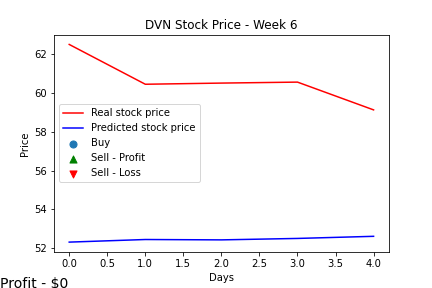 DVN Stock Price - Week 6
62
60
58
56
54
52
Price
Real stock price
Predicted stock price
Buy
Sell - Profit
Sell - Loss
0.0 0.5 1.0 1.5 2.0 2.5 3.0 3.5 4.0
Days
Profit - $0